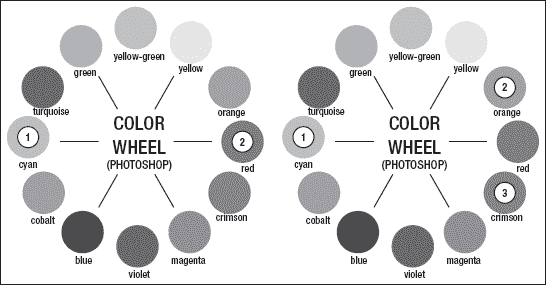 yellow-green
green
yellow
turquoise
orange
COLOR
WHEEL
(PHOTOSHOP)
1
cyan
2
red
cobalt
crimson
blue
magenta
violet
yellow-green
green
yellow
2
orange
turquoise
COLOR
WHEEL
(PHOTOSHOP)
1
cyan
red
cobalt
3
crimson
blue
magenta
violet